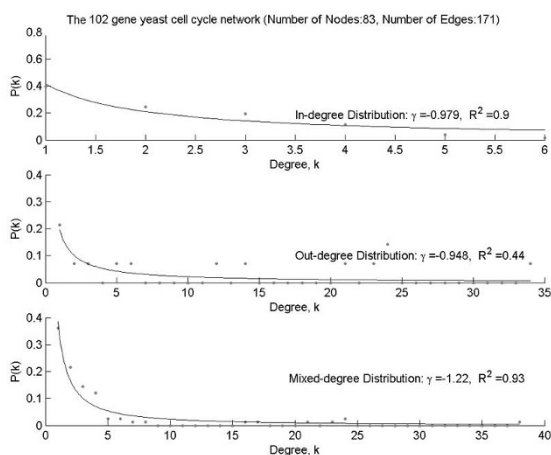 The 102 gene yeast cell cycle network (Number of Nodes:83, Number of Edges:171)
0.8
0.6
0.4
0.2
0
P(k)
In-degree Distribution: γ =-0.979, R² =0.9
1 1.5 2 2.5 3 3.5 4 4.5 5 5.5 6
Degree, k
0.4
0.3
0.2
0.1
0
P(k)
Out-degree Distribution: γ =-0.948, R² =0.44
0 5 10 15 20 25 30 35
Degree, k
0.4
0.3
0.2
0.1
0
P(k)
Mixed-degree Distribution: γ =-1.22, R² =0.93
0 5 10 15 20 25 30 35 40
Degree, k